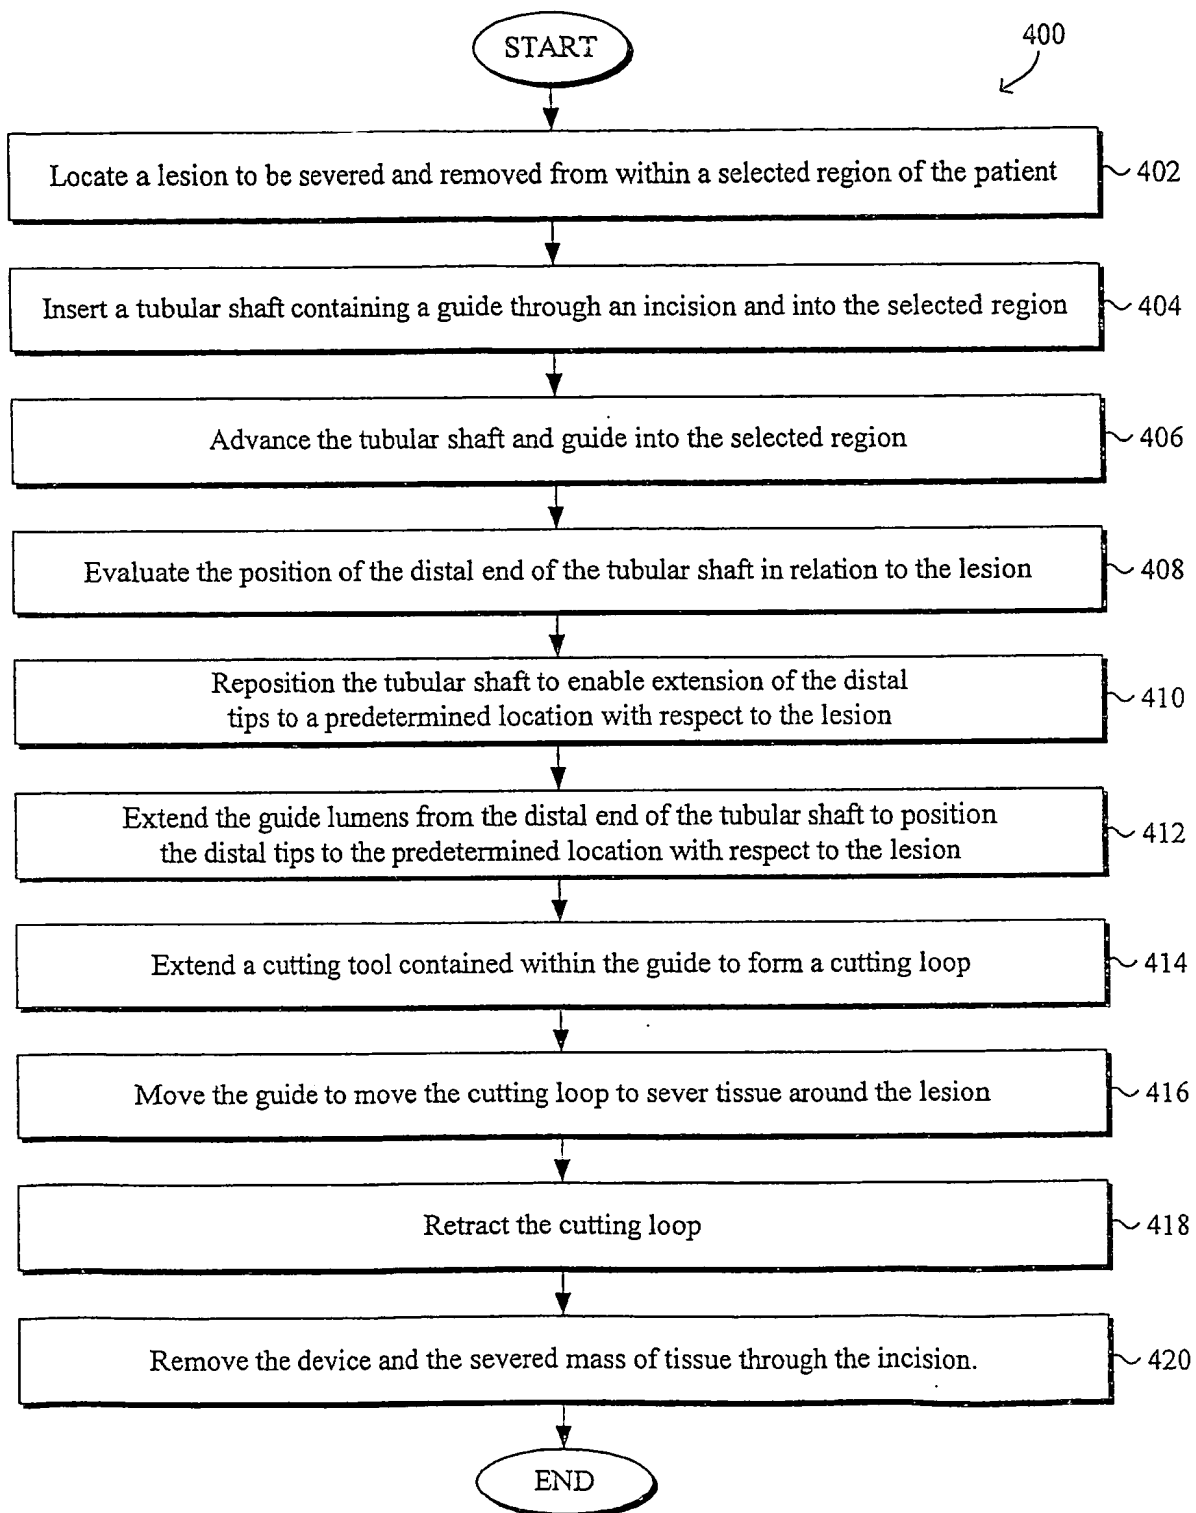 START
400
Locate a lesion to be severed and removed from within a selected region of the patient
402
Insert a tubular shaft containing a guide through an incision and into the selected region
404
Advance the tubular shaft and guide into the selected region
406
Evaluate the position of the distal end of the tubular shaft in relation to the lesion
408
Reposition the tubular shaft to enable extension of the distal
tips to a predetermined location with respect to the lesion
410
Extend the guide lumens from the distal end of the tubular shaft to position
the distal tips to the predetermined location with respect to the lesion
412
Extend a cutting tool contained within the guide to form a cutting loop
414
Move the guide to move the cutting loop to sever tissue around the lesion
416
Retract the cutting loop
418
Remove the device and the severed mass of tissue through the incision.
420
END